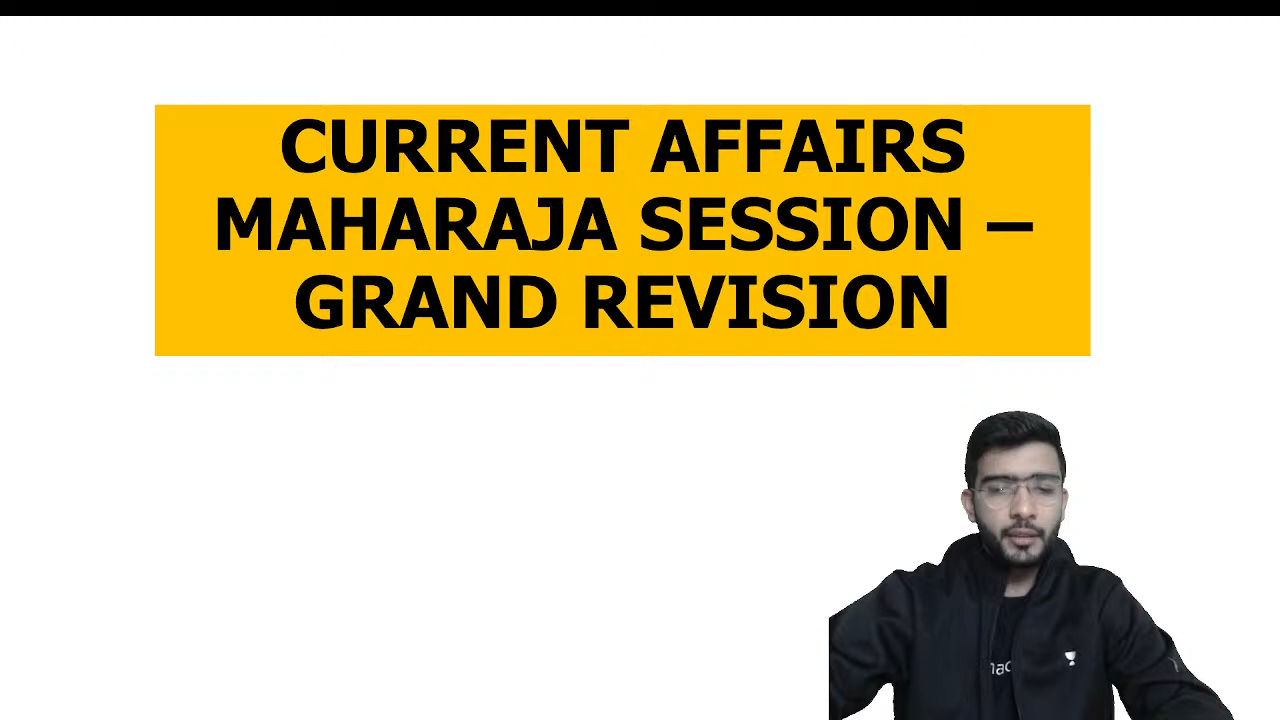 CURRENT AFFAIRS
MAHARAJA SESSION –
GRAND REVISION